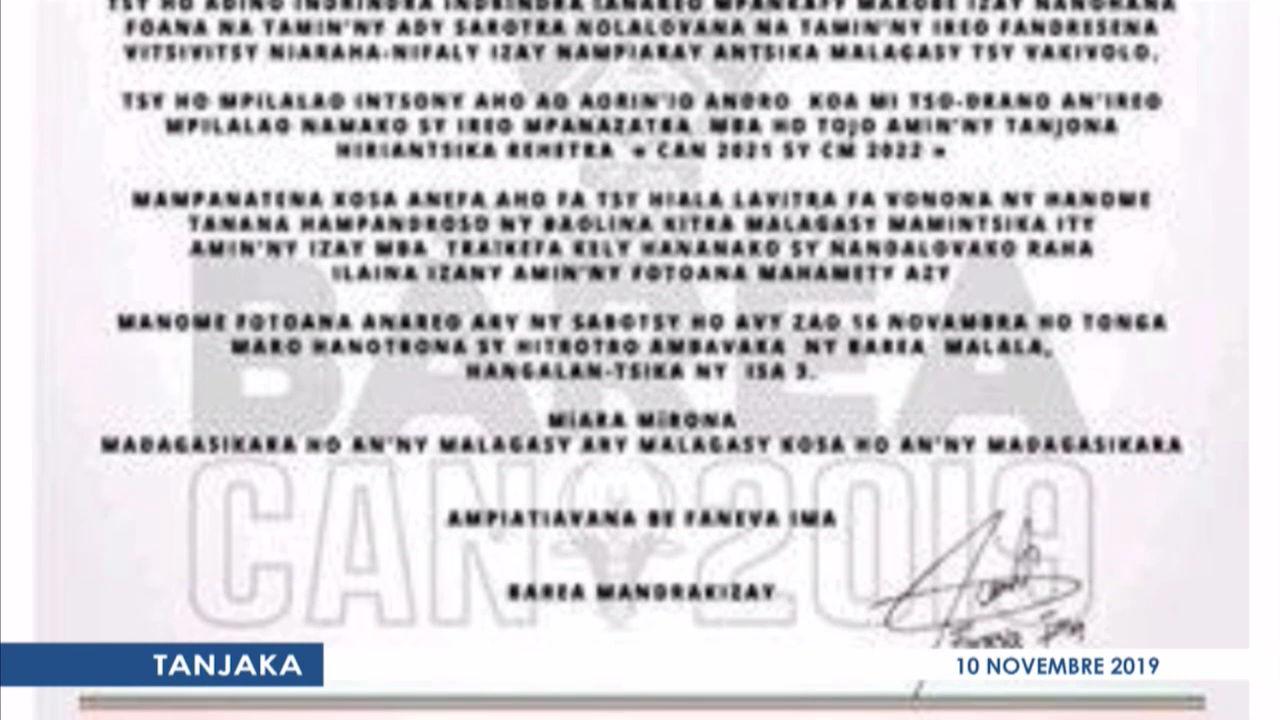 TSY HO ADINO INDRINDRA INDRINDRA IANAREO MPANKAFY MAROBE IZAY NANOHANA
FOANA NA TAMIN'NY ADY SAROTRA NOLALOVANA NA TAMIN'NY IREO FANDRESENA
VITSIVITSY NIARAHA-NIFALY IZAY NAMPIARAY ANTSIKA MALAGASY TSY VAKIVOLO.
TSY HO MPILALAO INTSONY AHO AO AORIN'IO ANDRO KOA MI TSO-DRANO AN'IREO
MPILALAO NAMAKO SY IREO MPANAZATRA MBA HO TOJO AMIN'NY TANJONA
HIRIANTSIKA REHETRA « CAN 2021 SY CM 2022 »
MAMPANATENA KOSA ANEFA AHO FA TSY HIALA LAVITRA FA VONONA NY HANOME
TANANA HAMPANDROSO NY BAOLINA KITRA MALAGASY MAMINTSIKA ITY
AMIN'NY IZAY MBA TRAIKEFA KELY HANANAKO SY NANDALOVAKO RAHA
ILAINA IZANY AMIN'NY FOTOANA MAHAMETY AZY
MANOME FOTOANA ANAREO ARY NY SABOTSY HO AVY ZAO 16 NOVAMBRA HO TONGA
MARO HANOTRONA SY HITROTRO AMBAVAKA NY BAREA MALALA,
HANGALAN-TSIKA NY ISA 3.
MIARA MIRONA
MADAGASIKARA HO AN'NY MALAGASY ARY MALAGASY KOSA HO AN'NY MADAGASIKARA
AMPIATIAVANA BE FANEVA IMA
BAREA MANDRAKIZAY
BAREA
CAN 2019
Faneva Ima
TANJAKA
10 NOVEMBRE 2019